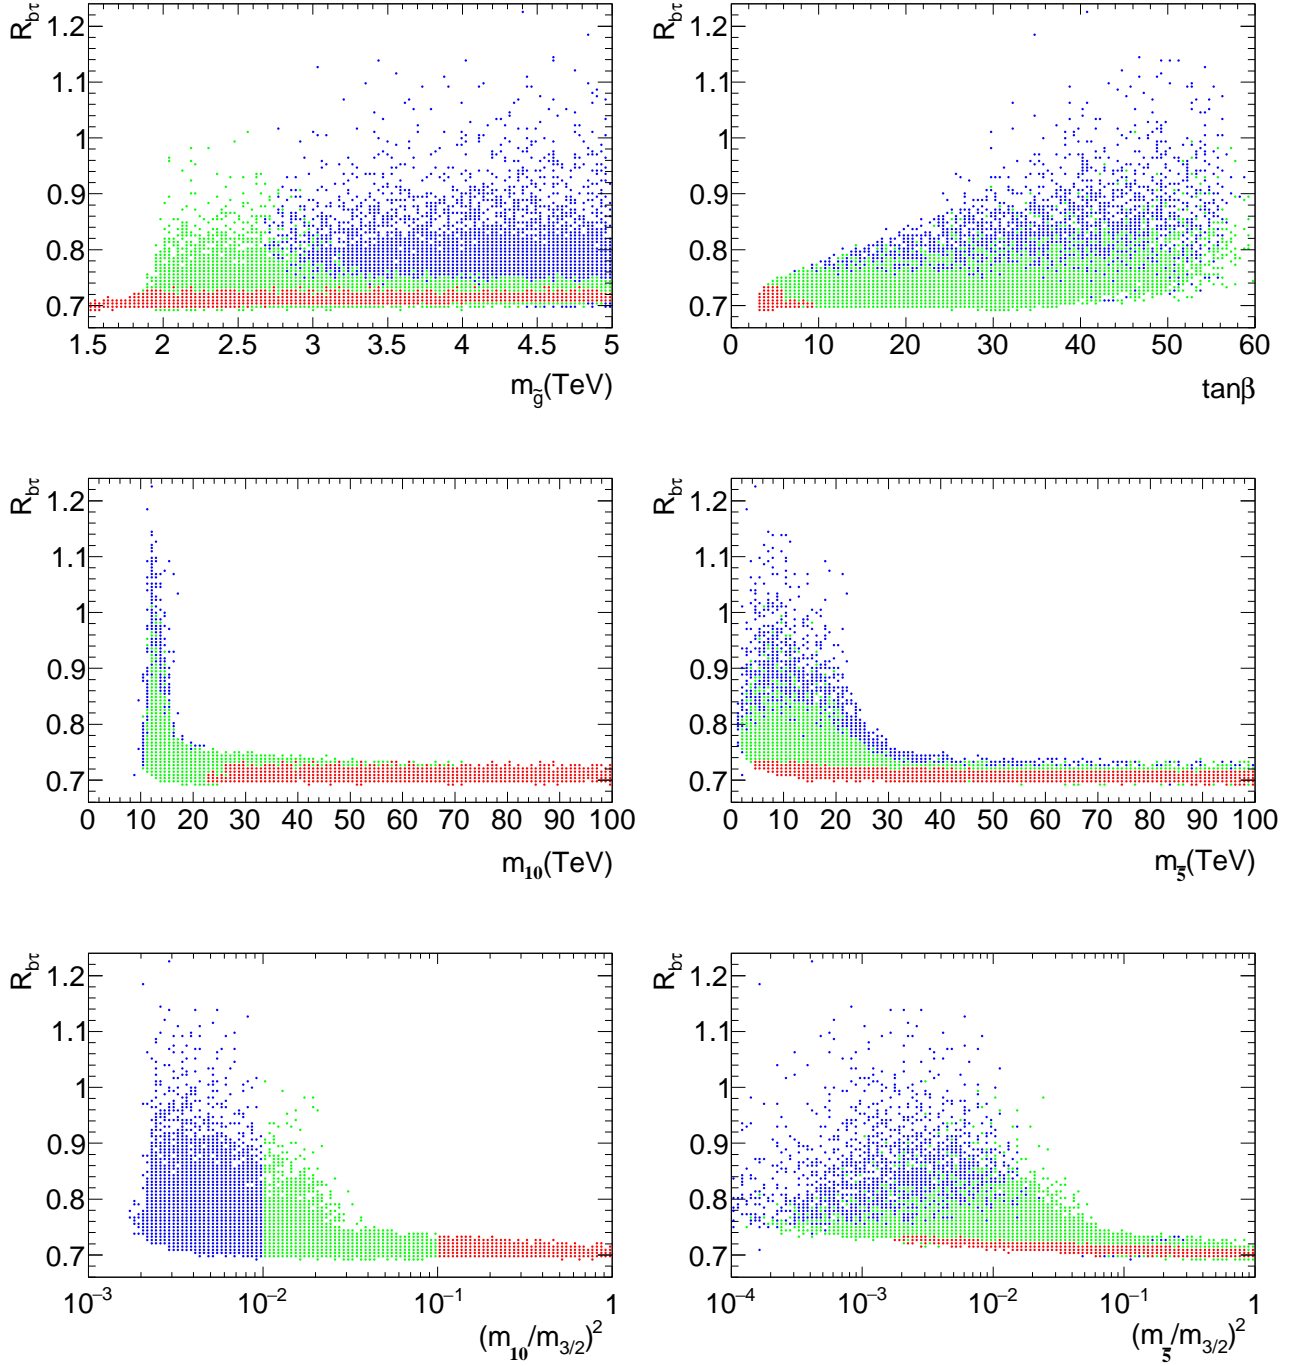 R_bτ
1.2
1.1
1
0.9
0.8
0.7
1.5 2 2.5 3 3.5 4 4.5 5
m_g̃(TeV)
R_bτ
1.2
1.1
1
0.9
0.8
0.7
0 10 20 30 40 50 60
tanβ
R_bτ
1.2
1.1
1
0.9
0.8
0.7
0 10 20 30 40 50 60 70 80 90 100
m_10(TeV)
R_bτ
1.2
1.1
1
0.9
0.8
0.7
0 10 20 30 40 50 60 70 80 90 100
m_5̅(TeV)
R_bτ
1.2
1.1
1
0.9
0.8
0.7
10⁻³ 10⁻² 10⁻¹ 1
(m_10/m_3/2)²
R_bτ
1.2
1.1
1
0.9
0.8
0.7
10⁻⁴ 10⁻³ 10⁻² 10⁻¹ 1
(m_5̅/m_3/2)²